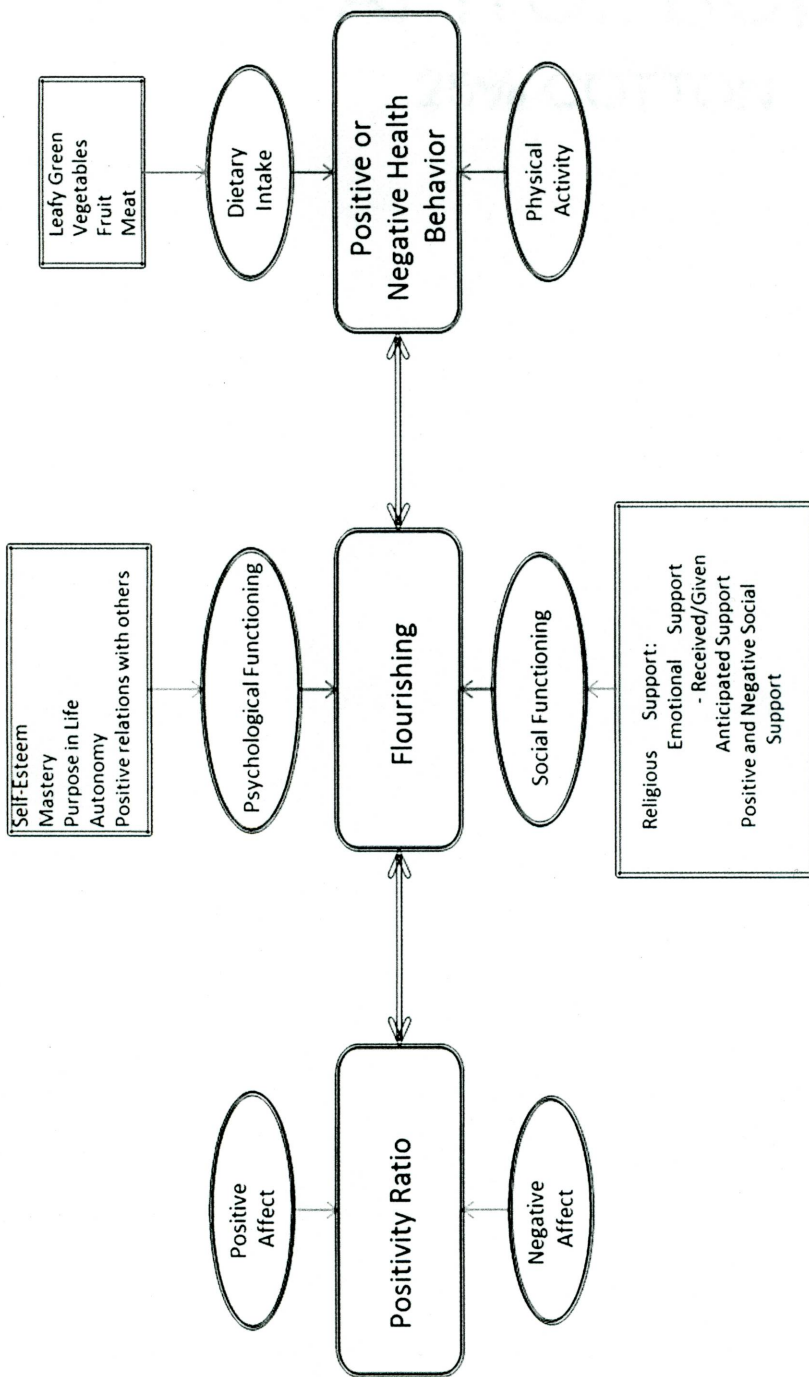 Self-Esteem
Mastery
Purpose in Life
Autonomy
Positive relations with others
Leafy Green
Vegetables
Fruit
Meat
Positive
Affect
Psychological Functioning
Dietary
Intake
Positivity Ratio
Flourishing
Positive or
Negative Health
Behavior
Negative
Affect
Social Functioning
Physical
Activity
Religious Support:
Emotional Support
- Received/Given
Anticipated Support
Positive and Negative Social
Support